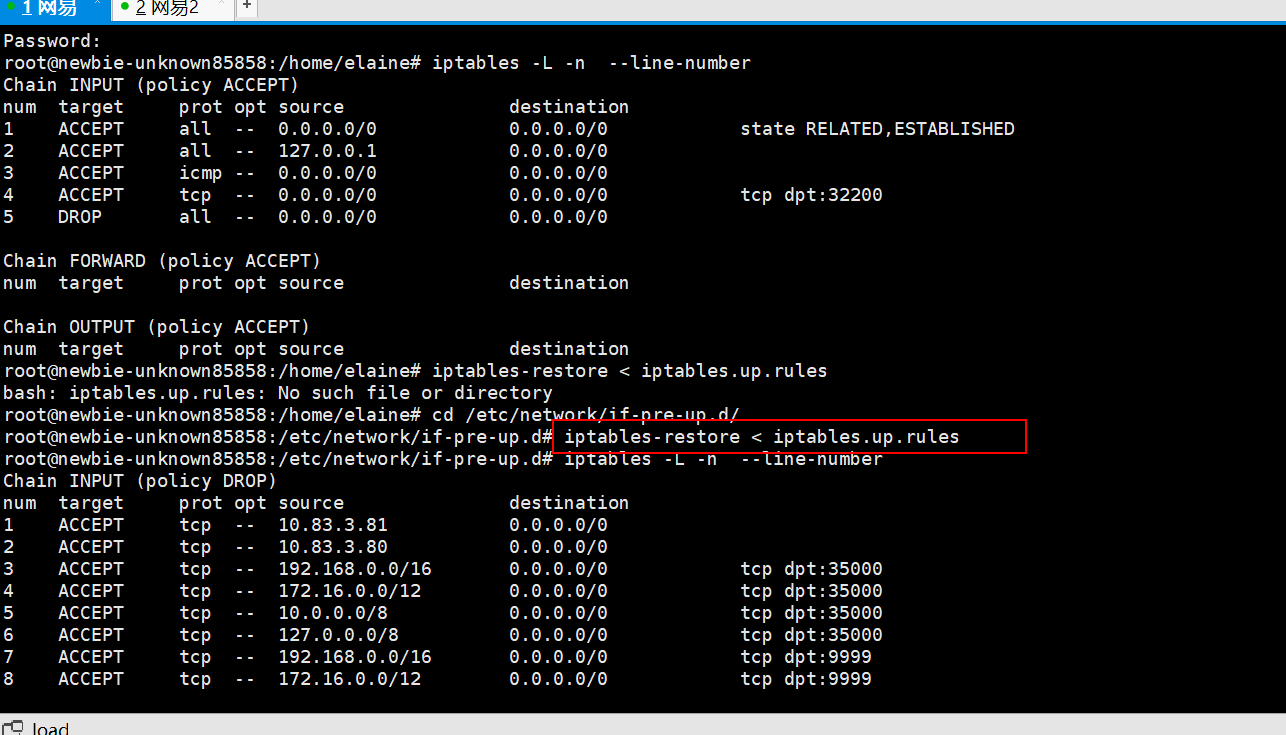 1 网易 2 网易2 +
Password:
root@newbie-unknown85858:/home/elaine# iptables -L -n  --line-number
Chain INPUT (policy ACCEPT)
num  target     prot opt source               destination
1    ACCEPT     all  --  0.0.0.0/0            0.0.0.0/0            state RELATED,ESTABLISHED
2    ACCEPT     all  --  127.0.0.1            0.0.0.0/0
3    ACCEPT     icmp --  0.0.0.0/0            0.0.0.0/0
4    ACCEPT     tcp  --  0.0.0.0/0            0.0.0.0/0            tcp dpt:32200
5    DROP       all  --  0.0.0.0/0            0.0.0.0/0
Chain FORWARD (policy ACCEPT)
num  target     prot opt source               destination
Chain OUTPUT (policy ACCEPT)
num  target     prot opt source               destination
root@newbie-unknown85858:/home/elaine# iptables-restore < iptables.up.rules
bash: iptables.up.rules: No such file or directory
root@newbie-unknown85858:/home/elaine# cd /etc/network/if-pre-up.d/
root@newbie-unknown85858:/etc/network/if-pre-up.d# iptables-restore < iptables.up.rules
root@newbie-unknown85858:/etc/network/if-pre-up.d# iptables -L -n  --line-number
Chain INPUT (policy DROP)
num  target     prot opt source               destination
1    ACCEPT     tcp  --  10.83.3.81           0.0.0.0/0
2    ACCEPT     tcp  --  10.83.3.80           0.0.0.0/0
3    ACCEPT     tcp  --  192.168.0.0/16       0.0.0.0/0            tcp dpt:35000
4    ACCEPT     tcp  --  172.16.0.0/12        0.0.0.0/0            tcp dpt:35000
5    ACCEPT     tcp  --  10.0.0.0/8           0.0.0.0/0            tcp dpt:35000
6    ACCEPT     tcp  --  127.0.0.0/8          0.0.0.0/0            tcp dpt:35000
7    ACCEPT     tcp  --  192.168.0.0/16       0.0.0.0/0            tcp dpt:9999
8    ACCEPT     tcp  --  172.16.0.0/12        0.0.0.0/0            tcp dpt:9999
load